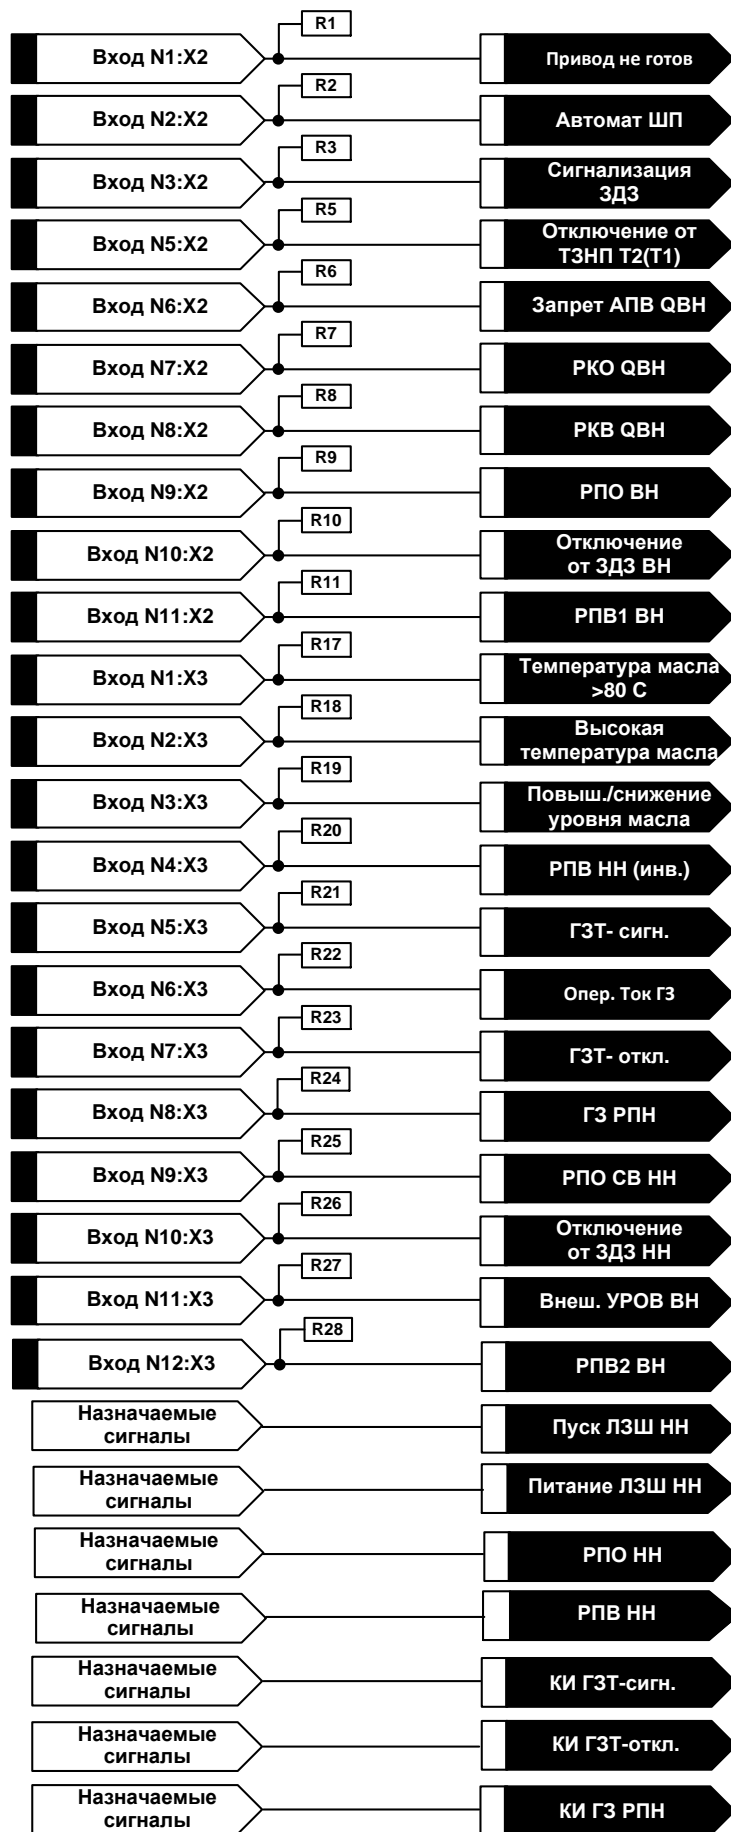 R1
Вход N1:X2
Привод не готов
R2
Вход N2:X2
Автомат ШП
R3
Вход N3:X2
Сигнализация
ЗДЗ
R5
Вход N5:X2
Отключение от
ТЗНП Т2(Т1)
R6
Вход N6:X2
Запрет АПВ QВН
R7
Вход N7:X2
РКО QВН
R8
Вход N8:X2
РКВ QВН
R9
Вход N9:X2
РПО ВН
R10
Вход N10:X2
Отключение
от ЗДЗ ВН
R11
Вход N11:X2
РПВ1 ВН
R17
Вход N1:X3
Температура масла
>80 С
R18
Вход N2:X3
Высокая
температура масла
R19
Вход N3:X3
Повыш./снижение
уровня масла
R20
Вход N4:X3
РПВ НН (инв.)
R21
Вход N5:X3
ГЗТ- сигн.
R22
Вход N6:X3
Опер. Ток ГЗ
R23
Вход N7:X3
ГЗТ- откл.
R24
Вход N8:X3
ГЗ РПН
R25
Вход N9:X3
РПО СВ НН
R26
Вход N10:X3
Отключение
от ЗДЗ НН
R27
Вход N11:X3
Внеш. УРОВ ВН
R28
Вход N12:X3
РПВ2 ВН
Назначаемые
сигналы
Пуск ЛЗШ НН
Назначаемые
сигналы
Питание ЛЗШ НН
Назначаемые
сигналы
РПО НН
Назначаемые
сигналы
РПВ НН
Назначаемые
сигналы
КИ ГЗТ-сигн.
Назначаемые
сигналы
КИ ГЗТ-откл.
Назначаемые
сигналы
КИ ГЗ РПН